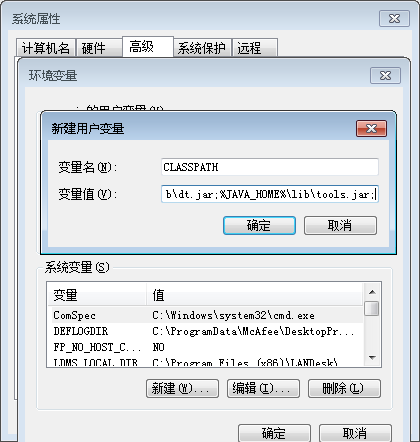 系统属性
计算机名 硬件 高级 系统保护 远程
环境变量
的用户变量(U)
新建用户变量
变量名(N): CLASSPATH
变量值(V): b\dt.jar;%JAVA_HOME%\lib\tools.jar;
确定 取消
系统变量(S)
变量 值
ComSpec C:\Windows\system32\cmd.exe
DEFLOGDIR C:\ProgramData\McAfee\DesktopPr...
FP_NO_HOST_C... NO
LDMS_LOCAL_DIR C:\Program Files (x86)\LANDesk\
新建(W)... 编辑(I)... 删除(L)
确定 取消